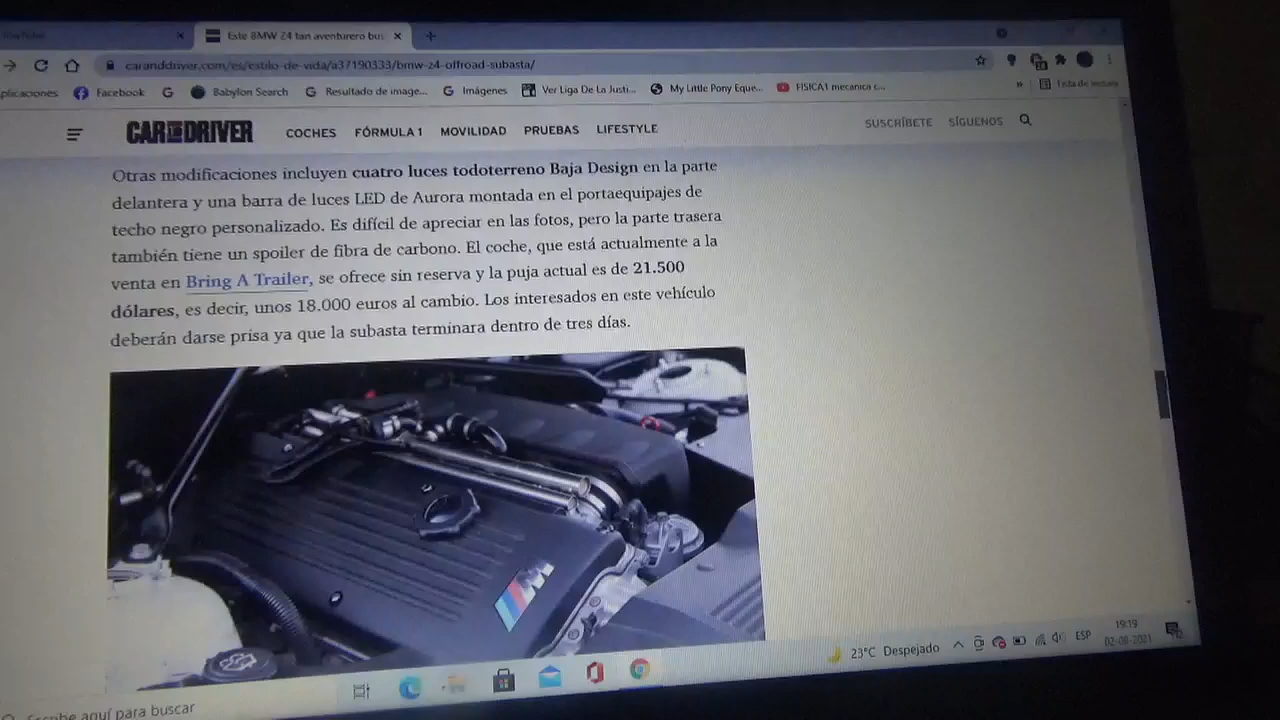 Este BMW Z4 tan aventurero bus
caranddriver.com/es/estilo-de-vida/a37190333/bmw-z4-offroad-subasta/
plicaciones Facebook Babylon Search Resultado de image... Imágenes Ver Liga De La Justi... My Little Pony Eque... FISICA1 mecanica c... » Lista de lectura
CAR AND DRIVER COCHES FÓRMULA 1 MOVILIDAD PRUEBAS LIFESTYLE SUSCRÍBETE SÍGUENOS
Otras modificaciones incluyen cuatro luces todoterreno Baja Design en la parte
delantera y una barra de luces LED de Aurora montada en el portaequipajes de
techo negro personalizado. Es difícil de apreciar en las fotos, pero la parte trasera
también tiene un spoiler de fibra de carbono. El coche, que está actualmente a la
venta en Bring A Trailer, se ofrece sin reserva y la puja actual es de 21.500
dólares, es decir, unos 18.000 euros al cambio. Los interesados en este vehículo
deberán darse prisa ya que la subasta terminara dentro de tres días.
M
23°C Despejado ESP 19:19
02-08-2021
Escribe aquí para buscar